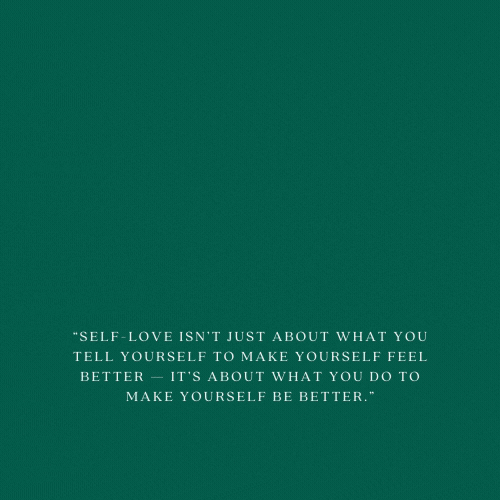 “SELF-LOVE ISN’T JUST ABOUT WHAT YOU
TELL YOURSELF TO MAKE YOURSELF FEEL
BETTER — IT’S ABOUT WHAT YOU DO TO
MAKE YOURSELF BE BETTER.”